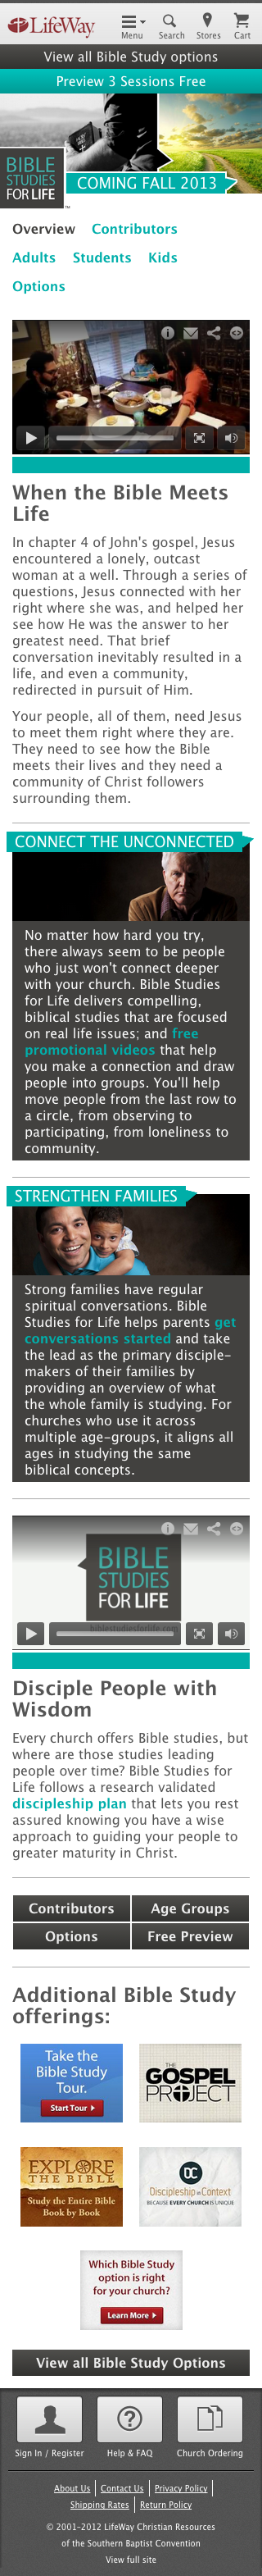 LifeWay
Menu Search Stores Cart
View all Bible Study options
Preview 3 Sessions Free
BIBLE
STUDIES
FOR LIFE
™
COMING FALL 2013
Overview Contributors
Adults Students Kids
Options
When the Bible Meets
Life
In chapter 4 of John's gospel, Jesus
encountered a lonely, outcast
woman at a well. Through a series of
questions, Jesus connected with her
right where she was, and helped her
see how He was the answer to her
greatest need. That brief
conversation inevitably resulted in a
life, and even a community,
redirected in pursuit of Him.
Your people, all of them, need Jesus
to meet them right where they are.
They need to see how the Bible
meets their lives and they need a
community of Christ followers
surrounding them.
CONNECT THE UNCONNECTED
No matter how hard you try,
there always seem to be people
who just won't connect deeper
with your church. Bible Studies
for Life delivers compelling,
biblical studies that are focused
on real life issues; and free
promotional videos that help
you make a connection and draw
people into groups. You'll help
move people from the last row to
a circle, from observing to
participating, from loneliness to
community.
STRENGTHEN FAMILIES
Strong families have regular
spiritual conversations. Bible
Studies for Life helps parents get
conversations started and take
the lead as the primary disciple-
makers of their families by
providing an overview of what
the whole family is studying. For
churches who use it across
multiple age-groups, it aligns all
ages in studying the same
biblical concepts.
BIBLE
STUDIES
FOR LIFE
biblestudiesforlife.com
Disciple People with
Wisdom
Every church offers Bible studies, but
where are those studies leading
people over time? Bible Studies for
Life follows a research validated
discipleship plan that lets you rest
assured knowing you have a wise
approach to guiding your people to
greater maturity in Christ.
Contributors Age Groups
Options Free Preview
Additional Bible Study
offerings:
Take the
Bible Study
Tour.
Start Tour
THE
GOSPEL
PROJECT
EXPLORE
THE BIBLE
Study the Entire Bible
Book by Book
DC
Discipleship in Context
BECAUSE EVERY CHURCH IS UNIQUE
Which Bible Study
option is right
for your church?
Learn More
View all Bible Study Options
Sign In / Register Help & FAQ Church Ordering
About Us Contact Us Privacy Policy
Shipping Rates Return Policy
© 2001-2012 LifeWay Christian Resources
of the Southern Baptist Convention
View full site